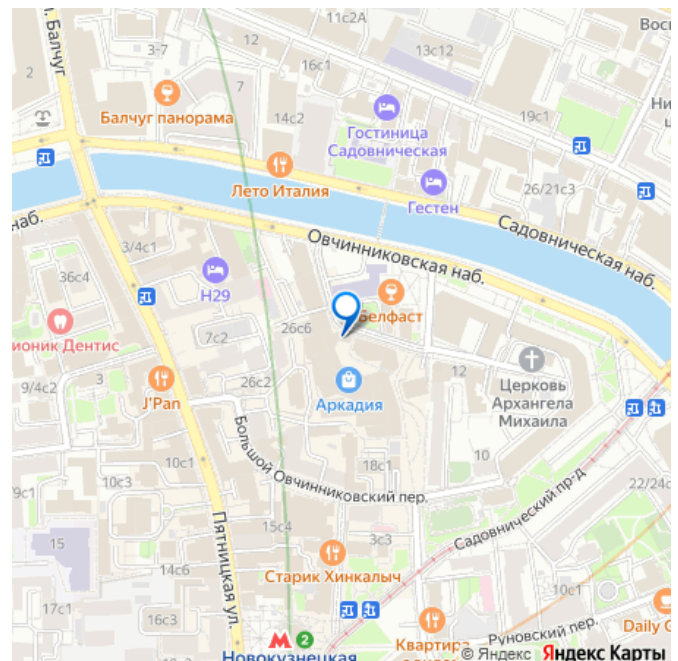 11с2А
Вос
12
16с1
13с12
ул. Балчуг
3-7
2
7
Балчуг панорама
14с2
Гостиница
Садовническая
19с1
Ни
ц
Лето Италия
Гестен
26/21с3
Садовническая наб.
наб.
3/4с1
Овчинниковская наб.
36с4
Н29
Белфаст
7с2
26с6
ионик Дентис
9/4с2
26с2
12
Церковь
Архангела
Михаила
J'Pan
Аркадия
Большой Овчинниковский пер.
10с1
18с1
10
10с3
9с1
22/24с
Садовнический пр-д
Пятницкая ул.
15с4
15
3с3
14с6
Старик Хинкалыч
10с1
17с1
16с3
Руновский пер.
Daily
2
Новокузнецкая
Квартира
© Яндекс Яндекс Карты